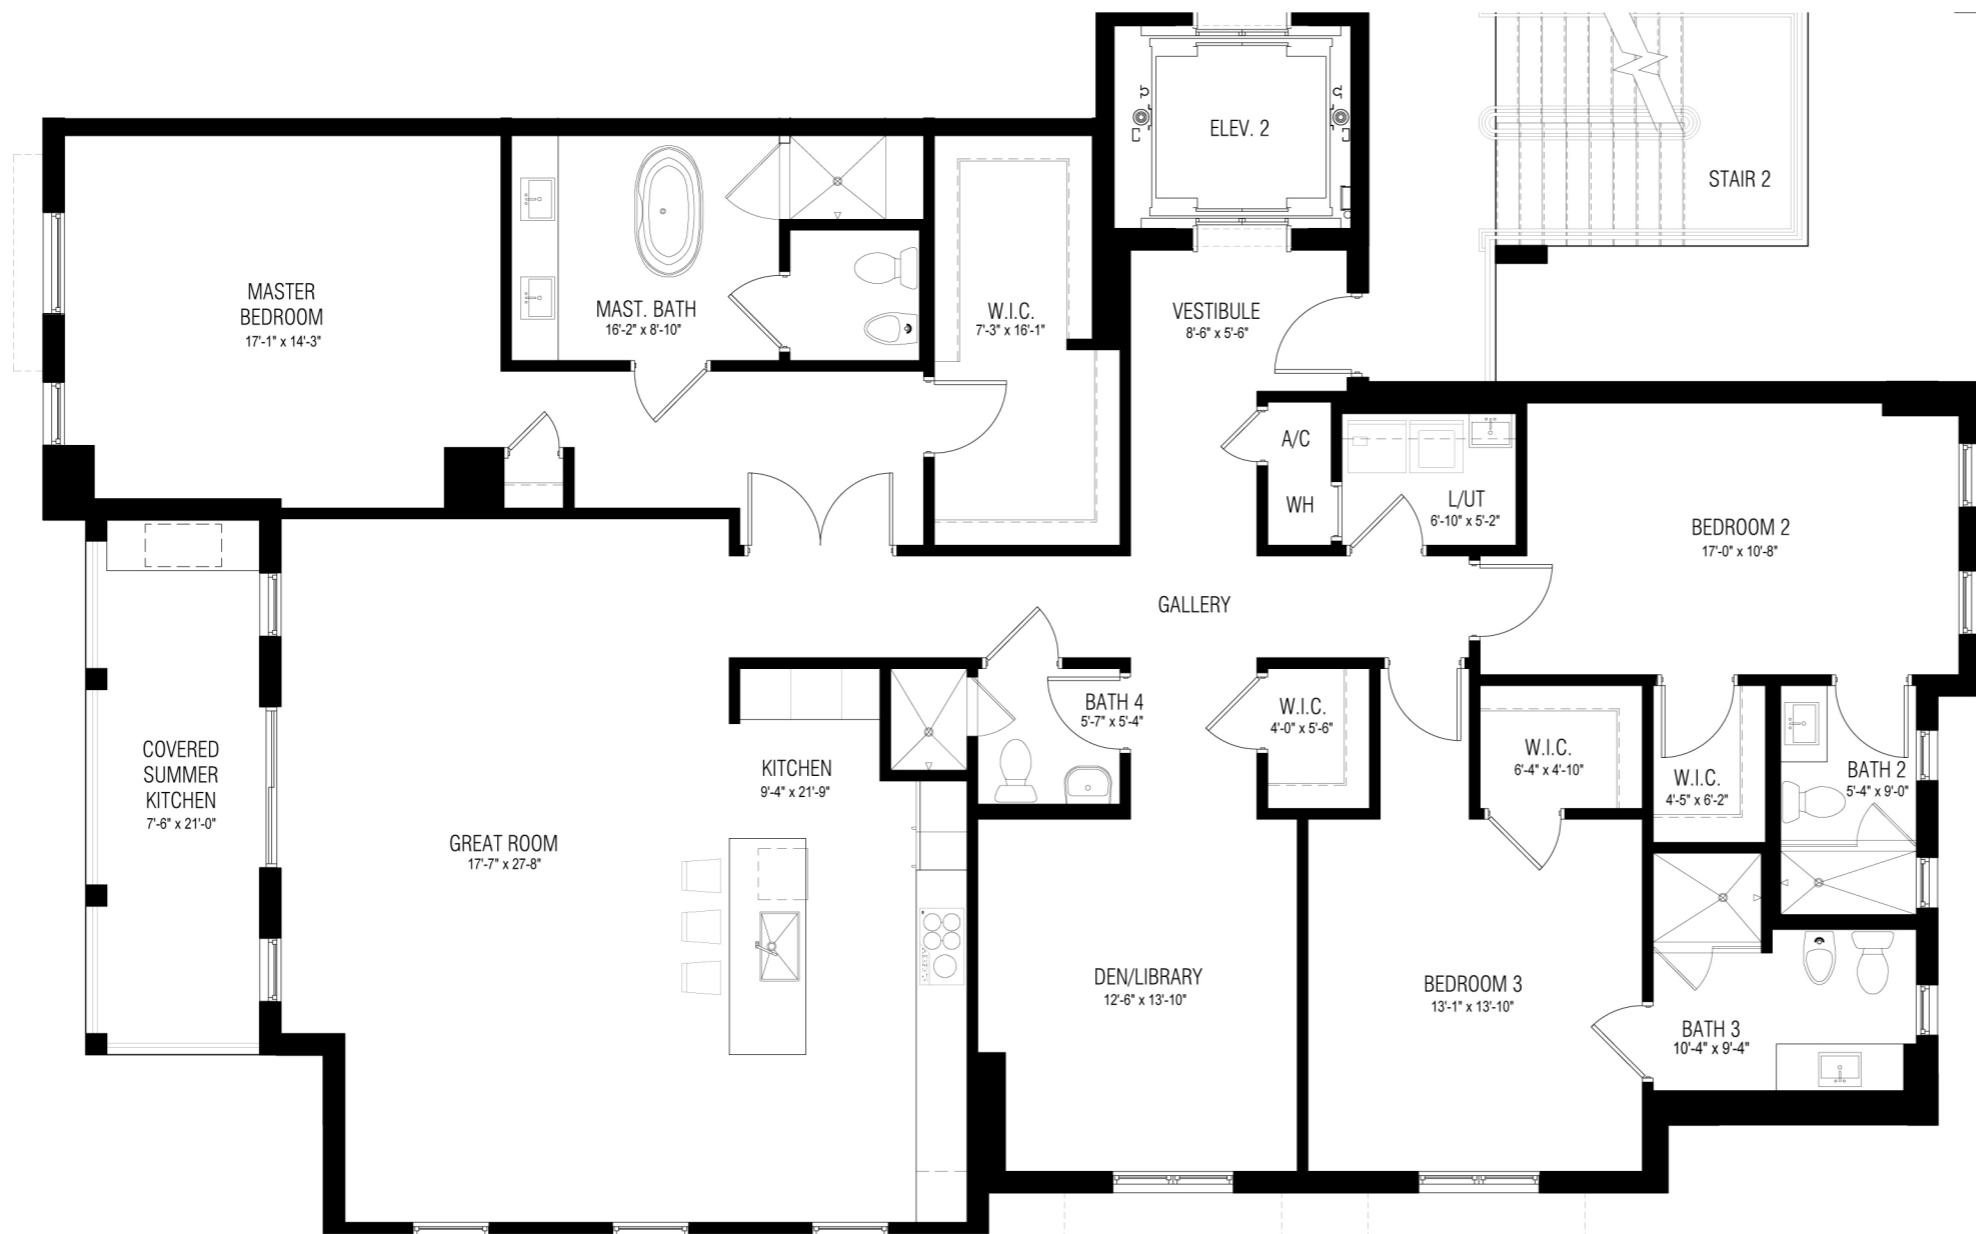 ELEV. 2
STAIR 2
MASTER
BEDROOM
17'-1" x 14'-3"
MAST. BATH
16'-2" x 8'-10"
W.I.C.
7'-3" x 16'-1"
VESTIBULE
8'-6" x 5'-6"
A/C
WH
L/UT
6'-10" x 5'-2"
BEDROOM 2
17'-0" x 10'-8"
GALLERY
COVERED
SUMMER
KITCHEN
7'-6" x 21'-0"
GREAT ROOM
17'-7" x 27-8"
KITCHEN
9'-4" x 21'-9"
BATH 4
5'-7" x 5'-4"
W.I.C.
4'-0" x 5'-6"
W.I.C.
6'-4" x 4'-10"
W.I.C.
4'-5" x 6'-2"
BATH 2
5'-4" x 9'-0"
DEN/LIBRARY
12'-6" x 13'-10"
BEDROOM 3
13'-1" x 13'-10"
BATH 3
10'-4" x 9'-4"